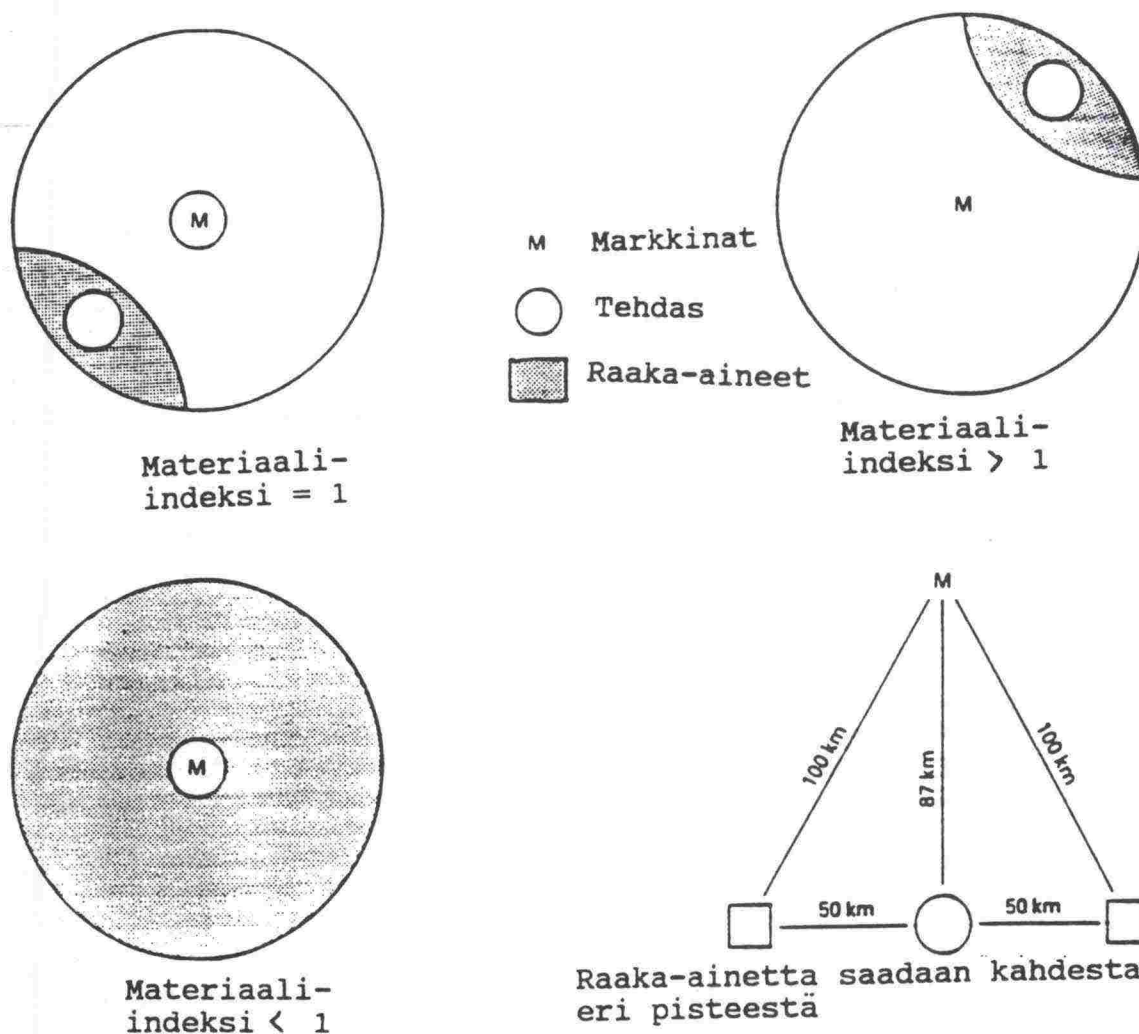 M
Materiaali-
indeksi = 1
M Markkinat
Tehdas
Raaka-aineet
M
Materiaali-
indeksi > 1
M
Materiaali-
indeksi < 1
M
100 km
87 km
100 km
50 km
50 km
Raaka-ainetta saadaan kahdesta
eri pisteestä